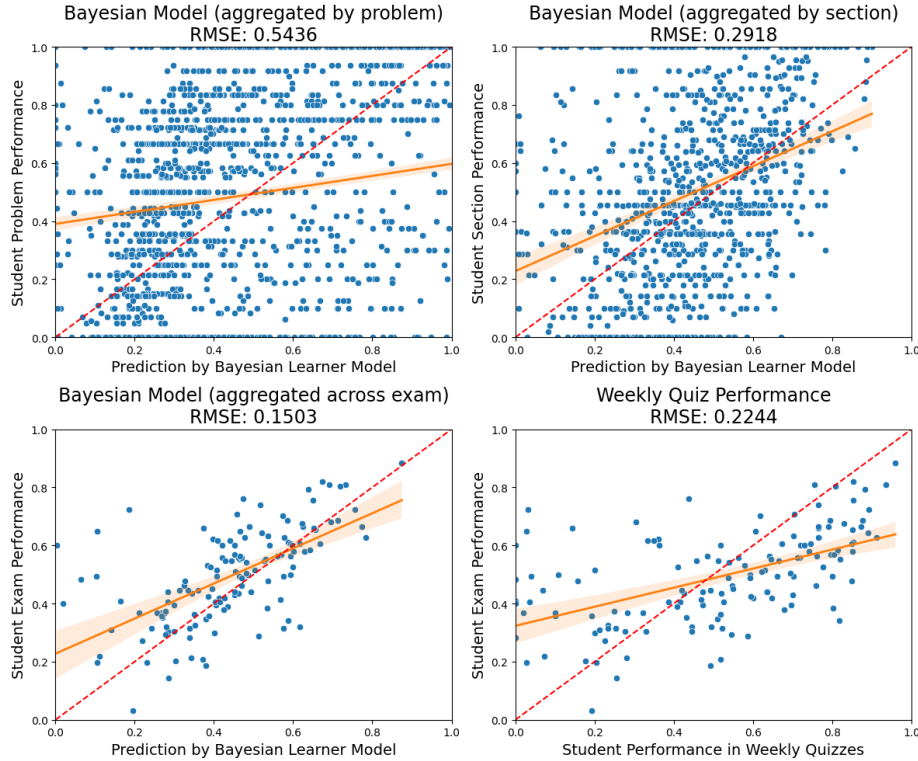 Bayesian Model (aggregated by problem)
RMSE: 0.5436
1.0
0.8
0.6
0.4
0.2
0.0
Student Problem Performance
0.0 0.2 0.4 0.6 0.8 1.0
Prediction by Bayesian Learner Model
Bayesian Model (aggregated by section)
RMSE: 0.2918
1.0
0.8
0.6
0.4
0.2
0.0
Student Section Performance
0.0 0.2 0.4 0.6 0.8 1.0
Prediction by Bayesian Learner Model
Bayesian Model (aggregated across exam)
RMSE: 0.1503
1.0
0.8
0.6
0.4
0.2
0.0
Student Exam Performance
0.0 0.2 0.4 0.6 0.8 1.0
Prediction by Bayesian Learner Model
Weekly Quiz Performance
RMSE: 0.2244
1.0
0.8
0.6
0.4
0.2
0.0
Student Exam Performance
0.0 0.2 0.4 0.6 0.8 1.0
Student Performance in Weekly Quizzes